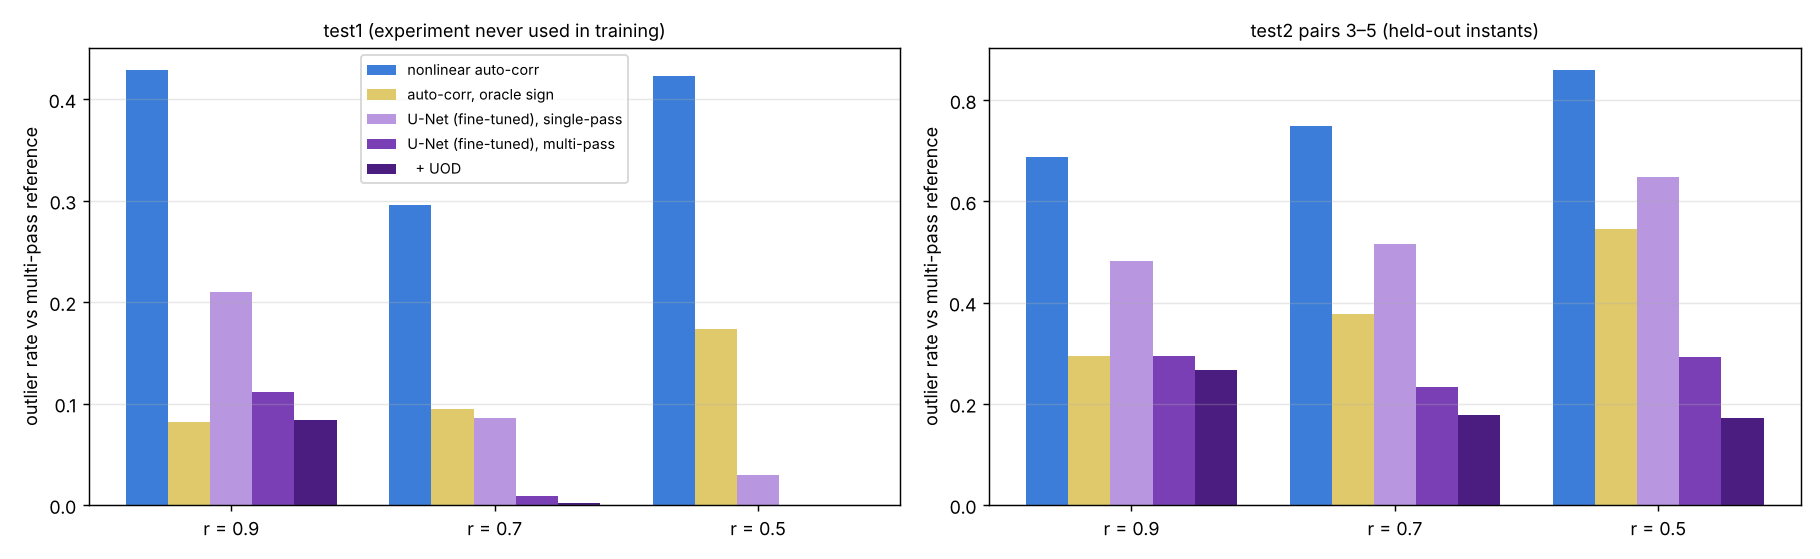 test1 (experiment never used in training)
outlier rate vs multi-pass reference
0.4
0.3
0.2
0.1
0.0
nonlinear auto-corr
auto-corr, oracle sign
U-Net (fine-tuned), single-pass
U-Net (fine-tuned), multi-pass
+ UOD
r = 0.9
r = 0.7
r = 0.5
test2 pairs 3–5 (held-out instants)
outlier rate vs multi-pass reference
0.8
0.6
0.4
0.2
0.0
r = 0.9
r = 0.7
r = 0.5